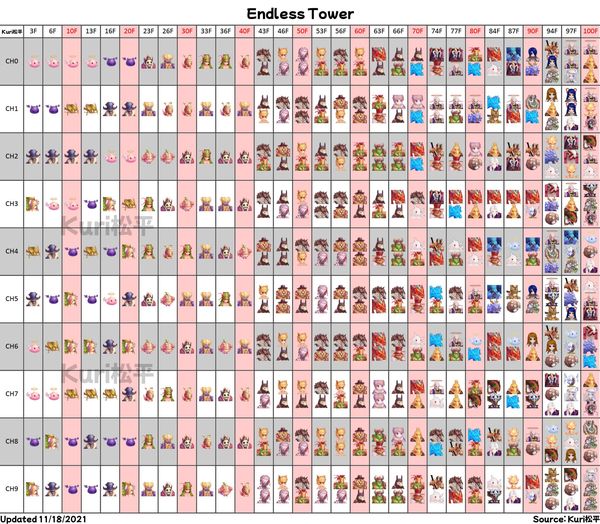 Endless Tower
Kuri松平 3F 6F 10F 13F 16F 20F 23F 26F 30F 33F 36F 40F 43F 46F 50F 53F 56F 60F 63F 66F 70F 74F 77F 80F 84F 87F 90F 94F 97F 100F
CH0
CH1
CH2
CH3
Kuri松平
CH4
CH5
CH6
Kuri松平
CH7
CH8
CH9
Updated 11/18/2021 Source: Kuri松平